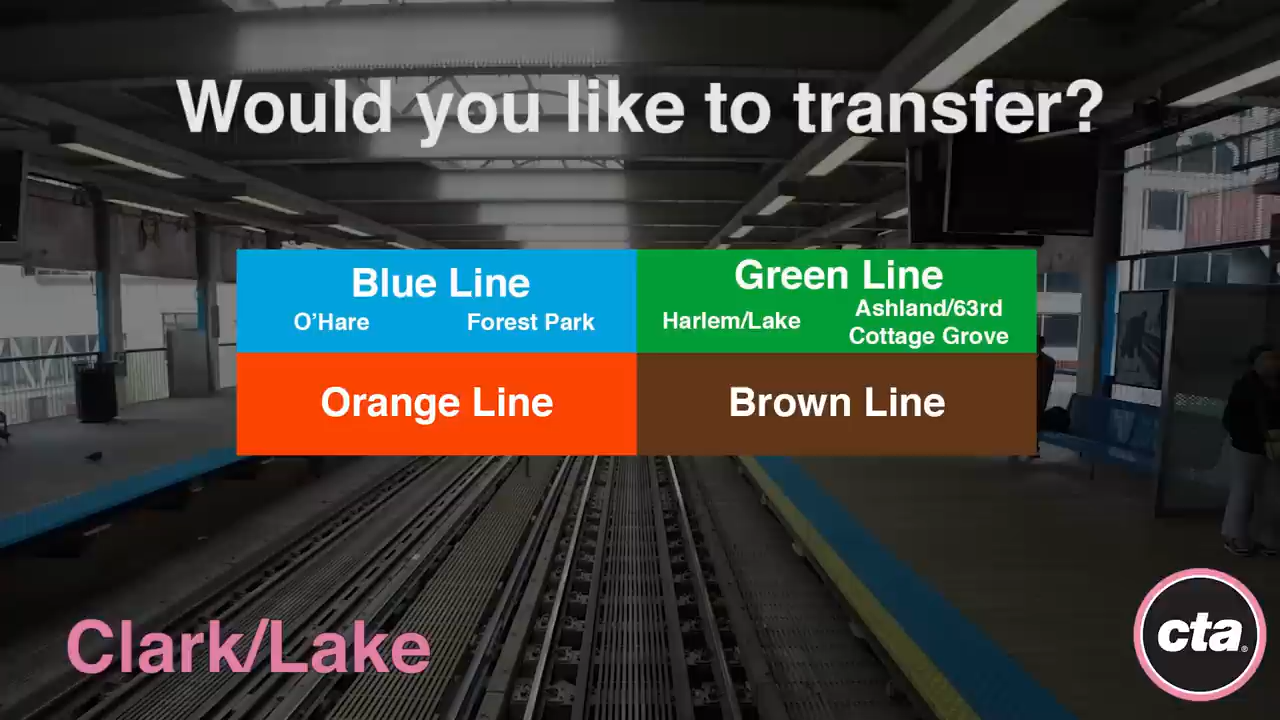 Would you like to transfer?
Blue Line
O’Hare
Forest Park
Green Line
Harlem/Lake
Ashland/63rd
Cottage Grove
Orange Line
Brown Line
Clark/Lake
cta®